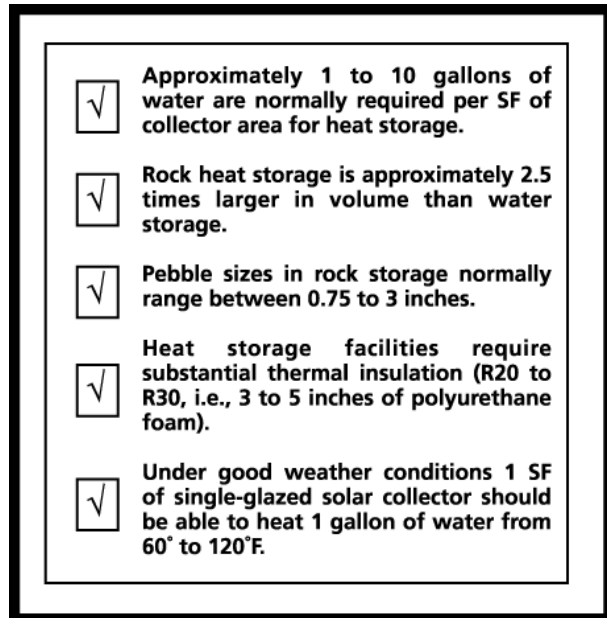 √ Approximately 1 to 10 gallons of
water are normally required per SF of
collector area for heat storage.
√ Rock heat storage is approximately 2.5
times larger in volume than water
storage.
√ Pebble sizes in rock storage normally
range between 0.75 to 3 inches.
√ Heat storage facilities require
substantial thermal insulation (R20 to
R30, i.e., 3 to 5 inches of polyurethane
foam).
√ Under good weather conditions 1 SF
of single-glazed solar collector should
be able to heat 1 gallon of water from
60˚ to 120˚F.